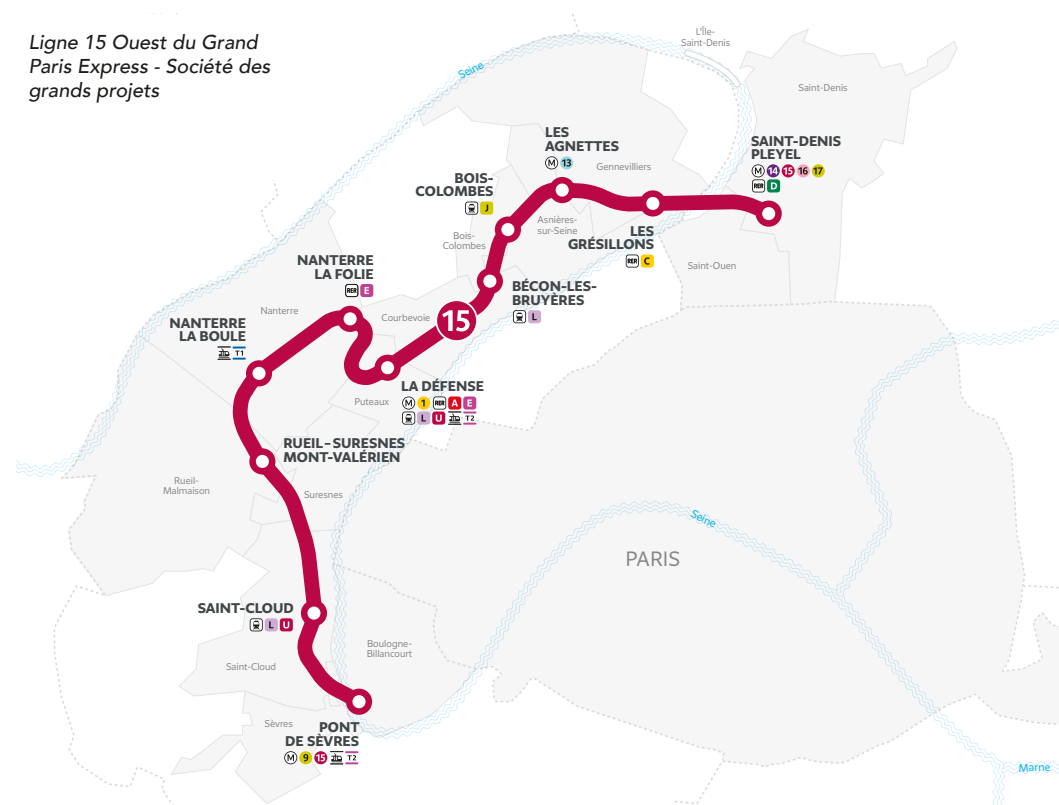 Ligne 15 Ouest du Grand
Paris Express - Société des
grands projets
L'Île-
Saint-Denis
Seine
Saint-Denis
LES
AGNETTES
M 13
Gennevilliers
SAINT-DENIS
PLEYEL
M 14 15 16 17
RER D
BOIS-
COLOMBES
J
Asnières-
sur-Seine
Bois-
Colombes
LES
GRÉSILLONS
RER C
Saint-Ouen
NANTERRE
LA FOLIE
RER E
BÉCON-LES-
BRUYÈRES
L
Nanterre
Courbevoie
15
NANTERRE
LA BOULE
T1
LA DÉFENSE
M 1 RER A E
L U T2
Puteaux
RUEIL–SURESNES
MONT-VALÉRIEN
Rueil-
Malmaison
Suresnes
Seine
PARIS
SAINT-CLOUD
L U
Boulogne-
Billancourt
Saint-Cloud
Sèvres
PONT
DE SÈVRES
M 9 15 T2
Marne